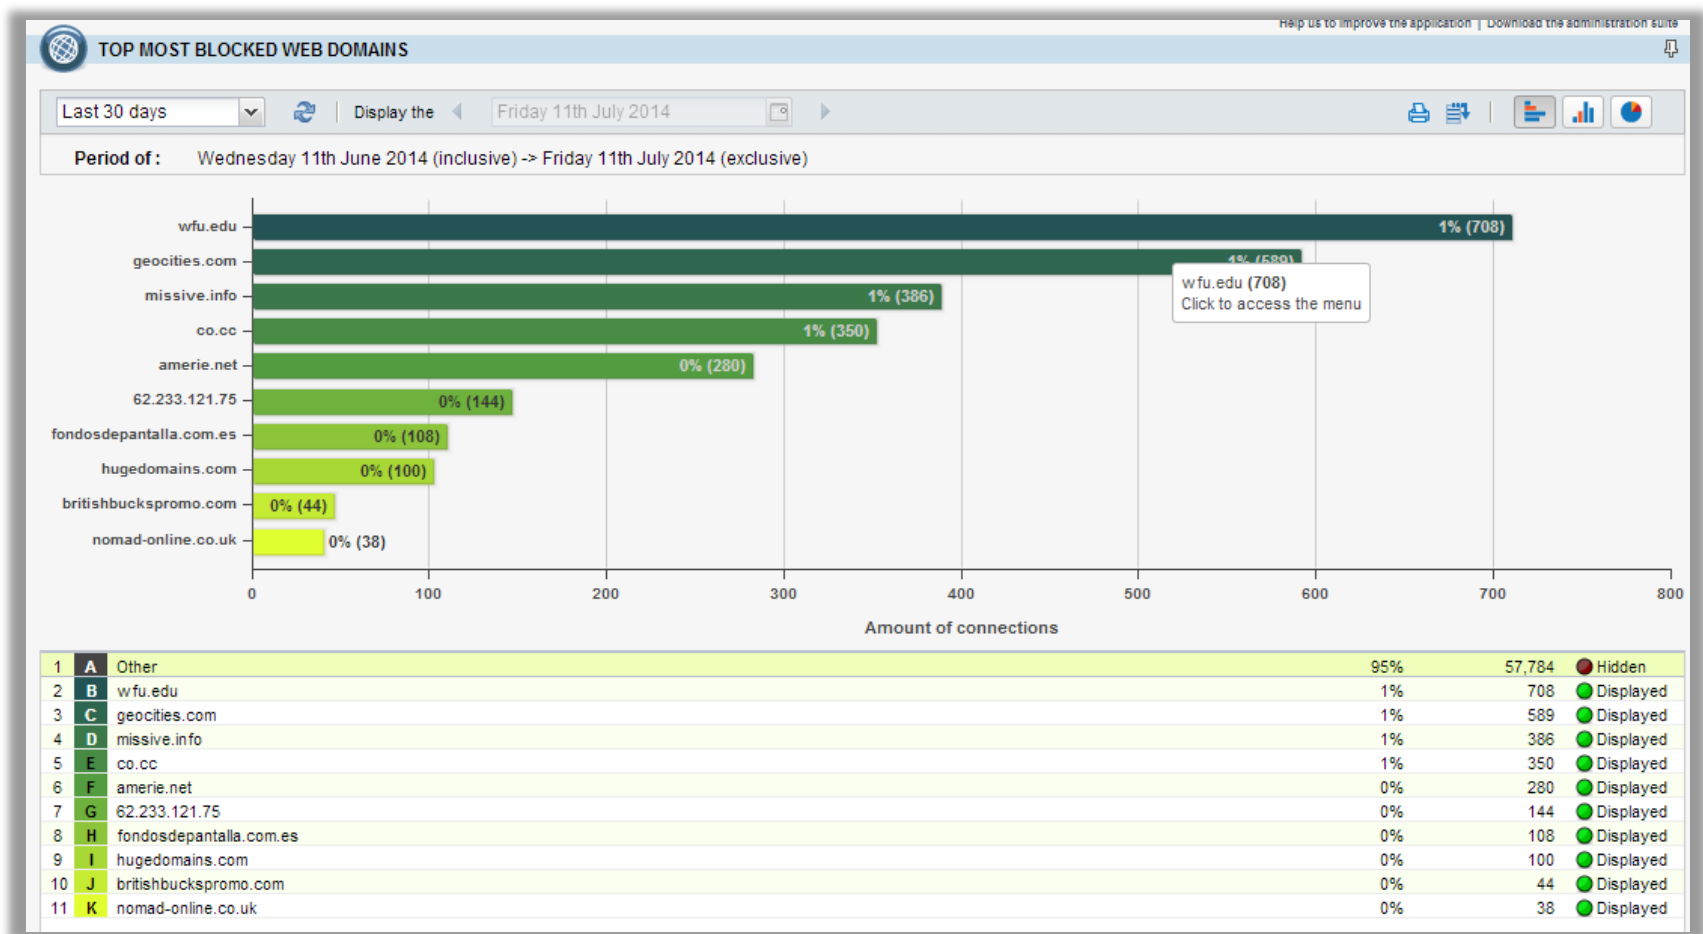 Help us to improve the application | Download the administration suite
TOP MOST BLOCKED WEB DOMAINS
Last 30 days Display the Friday 11th July 2014
Period of : Wednesday 11th June 2014 (inclusive) -> Friday 11th July 2014 (exclusive)
wfu.edu 1% (708)
geocities.com 1% (589)
wfu.edu (708)
Click to access the menu
missive.info 1% (386)
co.cc 1% (350)
amerie.net 0% (280)
62.233.121.75 0% (144)
fondosdepantalla.com.es 0% (108)
hugedomains.com 0% (100)
britishbuckspromo.com 0% (44)
nomad-online.co.uk 0% (38)
0 100 200 300 400 500 600 700 800
Amount of connections
1 A Other 95% 57,784 Hidden
2 B wfu.edu 1% 708 Displayed
3 C geocities.com 1% 589 Displayed
4 D missive.info 1% 386 Displayed
5 E co.cc 1% 350 Displayed
6 F amerie.net 0% 280 Displayed
7 G 62.233.121.75 0% 144 Displayed
8 H fondosdepantalla.com.es 0% 108 Displayed
9 I hugedomains.com 0% 100 Displayed
10 J britishbuckspromo.com 0% 44 Displayed
11 K nomad-online.co.uk 0% 38 Displayed